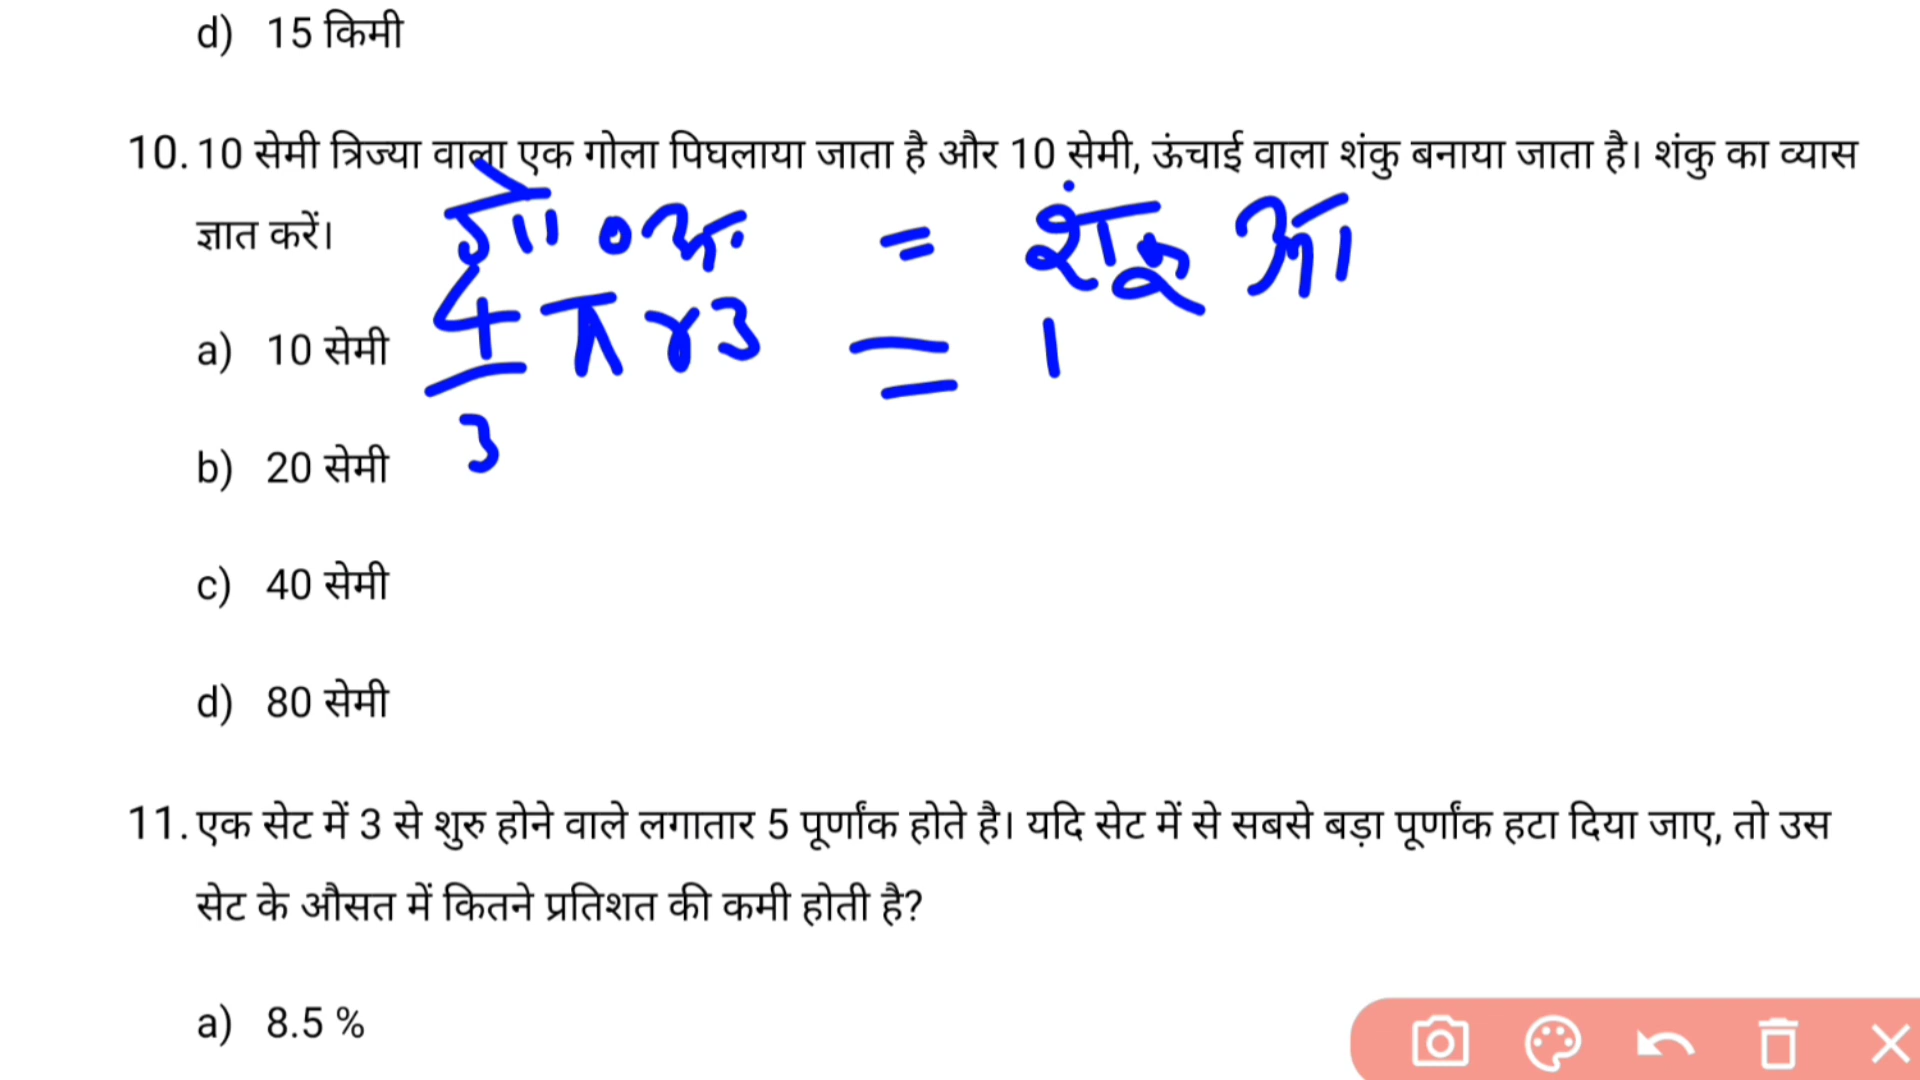 d) 15 किमी
10. 10 सेमी त्रिज्या वाला एक गोला पिघलाया जाता है और 10 सेमी, ऊंचाई वाला शंकु बनाया जाता है। शंकु का व्यास
ज्ञात करें।
= शंकु
a) 10 सेमी
4/3 π r3 = 1
b) 20 सेमी
c) 40 सेमी
d) 80 सेमी
11. एक सेट में 3 से शुरु होने वाले लगातार 5 पूर्णांक होते है। यदि सेट में से सबसे बड़ा पूर्णांक हटा दिया जाए, तो उस
सेट के औसत में कितने प्रतिशत की कमी होती है?
a) 8.5 %